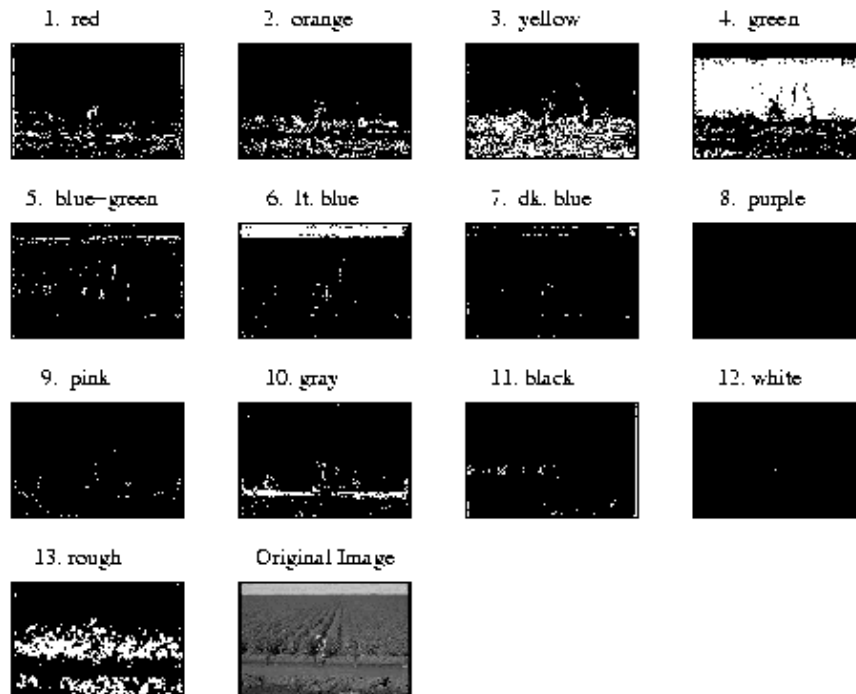 1. red
2. orange
3. yellow
4. green
5. blue-green
6. lt. blue
7. dk. blue
8. purple
9. pink
10. gray
11. black
12. white
13. rough
Original Image